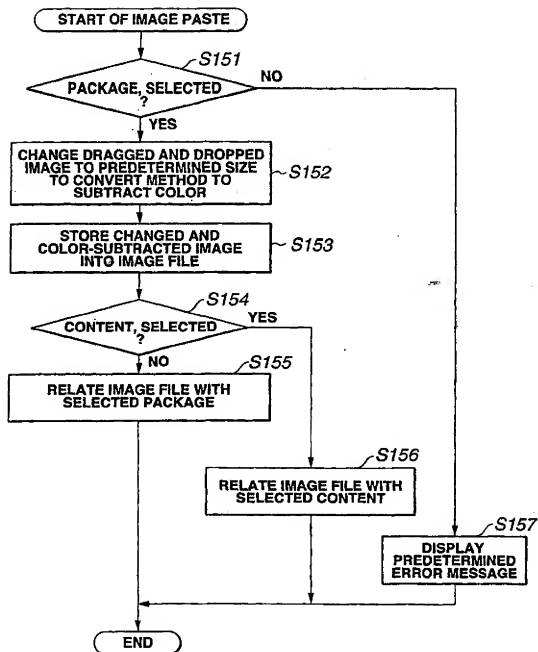 START OF IMAGE PASTE
S151
NO
PACKAGE, SELECTED
?
YES
CHANGE DRAGGED AND DROPPED
IMAGE TO PREDETERMINED SIZE
TO CONVERT METHOD TO
SUBTRACT COLOR
S152
STORE CHANGED AND
COLOR-SUBTRACTED IMAGE
INTO IMAGE FILE
S153
S154
YES
CONTENT, SELECTED
?
NO
S155
RELATE IMAGE FILE WITH
SELECTED PACKAGE
S156
RELATE IMAGE FILE WITH
SELECTED CONTENT
S157
DISPLAY
PREDETERMINED
ERROR MESSAGE
END